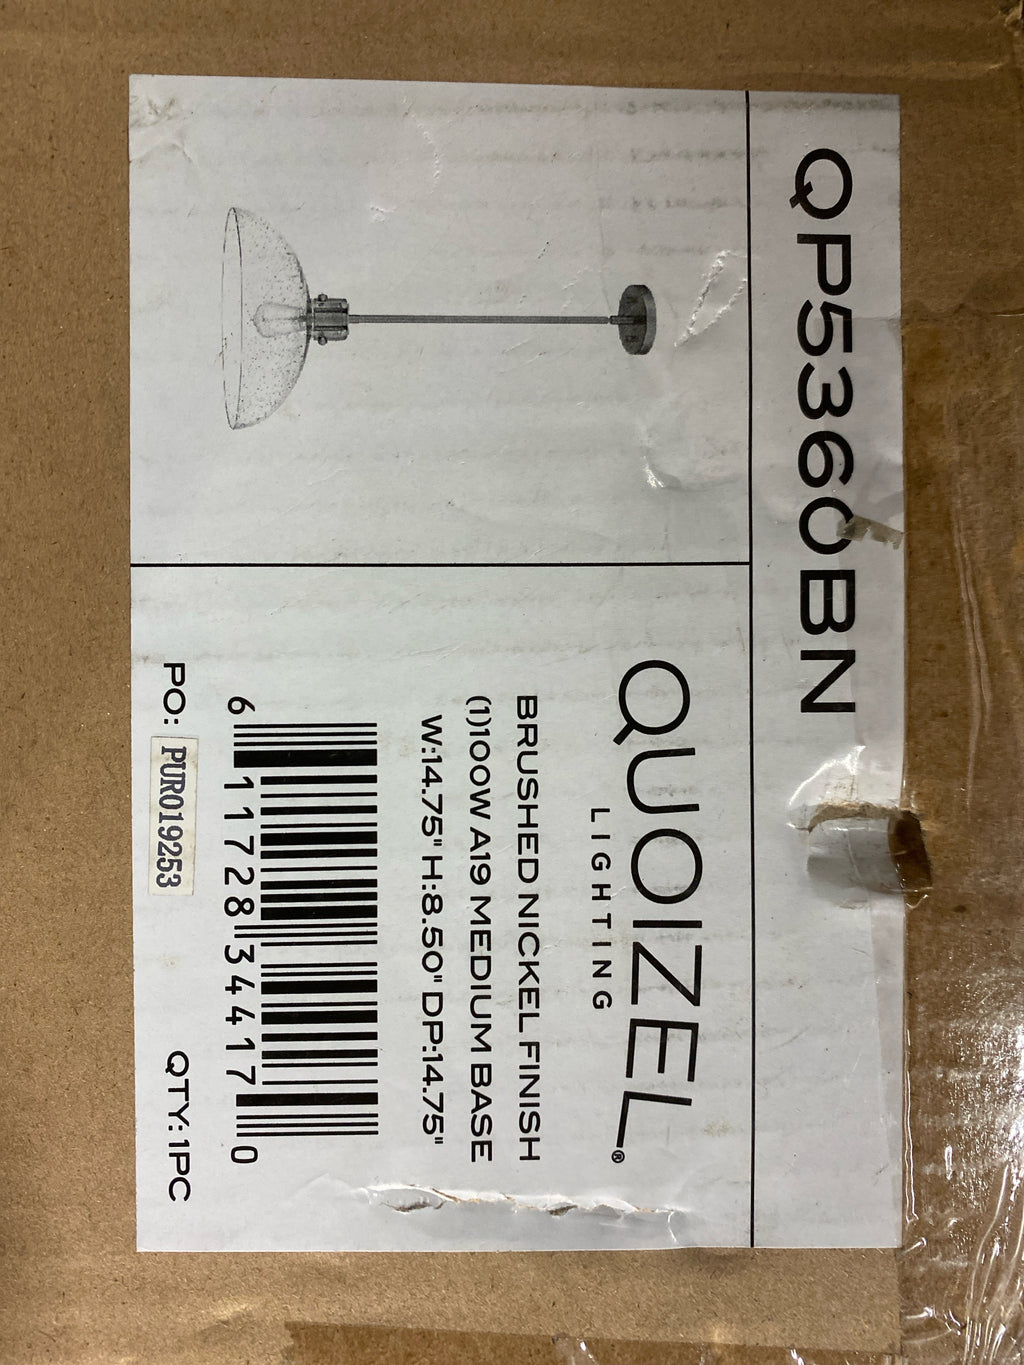 QP5360BN
QUOIZEL®
LIGHTING
BRUSHED NICKEL FINISH
(1)100W A19 MEDIUM BASE
W:14.75" H:8.50" DP:14.75"
6 11728 34417 0
PO: PUR019253 QTY:1PC